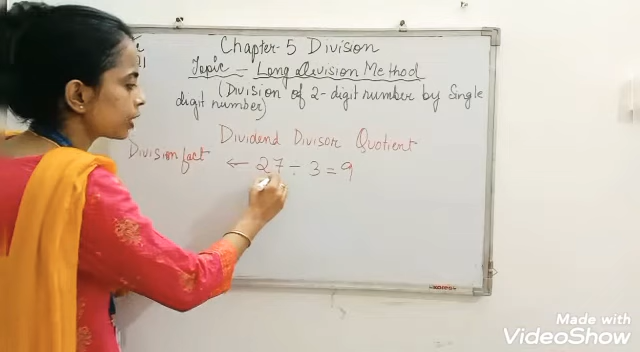 Chapter-5 Division
Topic - Long Division Method
(Division of 2-digit number by Single
digit number)
Dividend Divisor Quotient
Division fact ← 27 ÷ 3 = 9
KORES
Made with
VideoShow